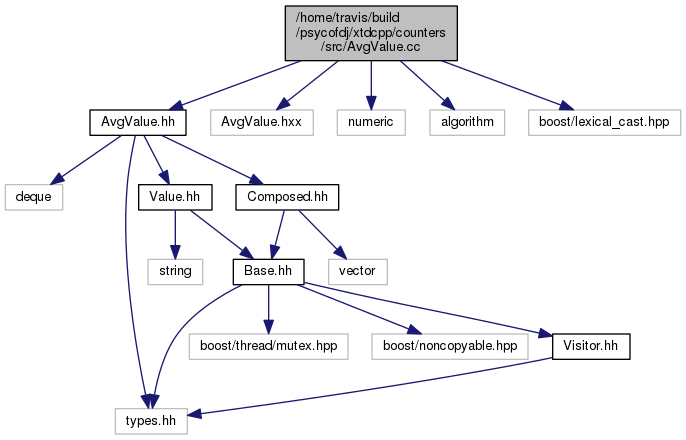 /home/travis/build
/psycofdj/xtdcpp/counters
/src/AvgValue.cc
AvgValue.hh
AvgValue.hxx
numeric
algorithm
boost/lexical_cast.hpp
deque
Value.hh
Composed.hh
string
Base.hh
vector
boost/thread/mutex.hpp
boost/noncopyable.hpp
Visitor.hh
types.hh